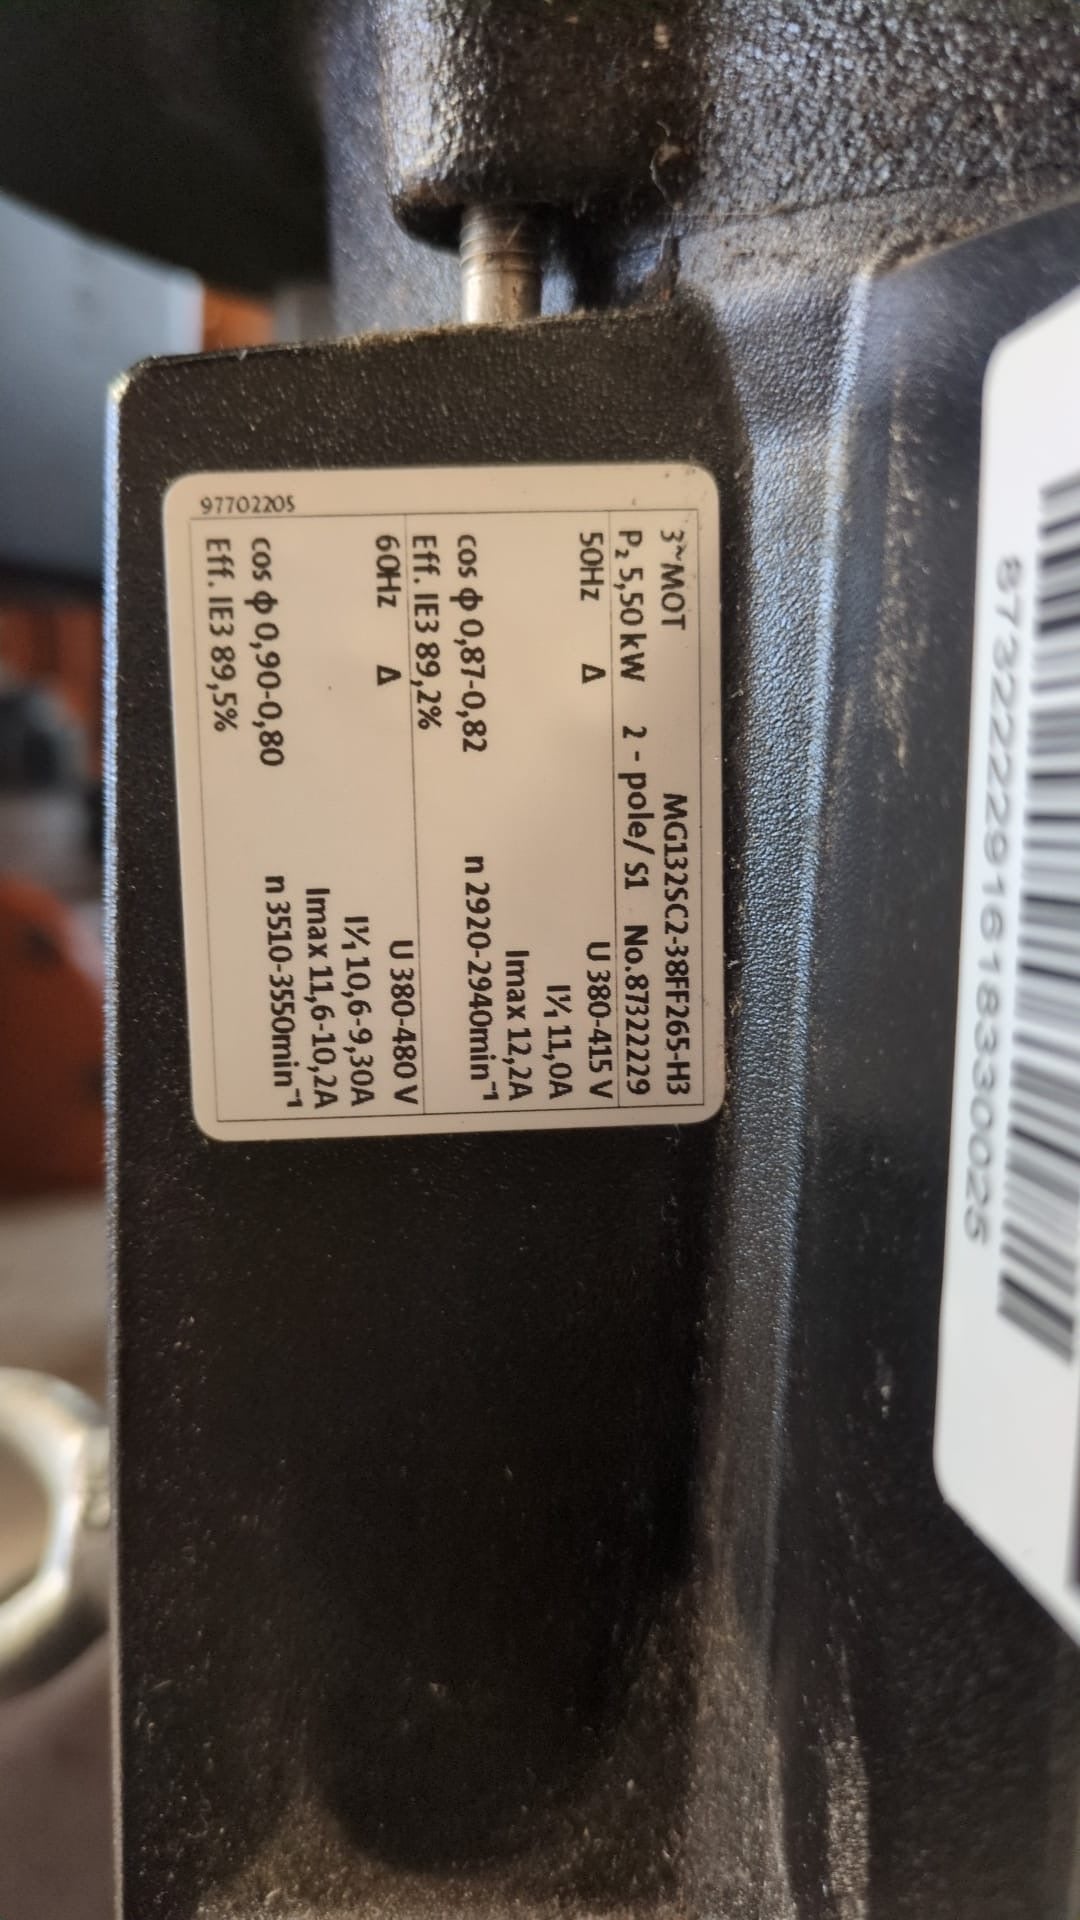 3~MOT MG132SC2-38FF265-H3
P₂ 5,50 kW 2 - pole/ S1 No.87322229
50Hz Δ U 380-415 V
I¹⁄₁ 11,0A
Imax 12,2A
cos ϕ 0,87-0,82 n 2920-2940min⁻¹
Eff. IE3 89,2%
60Hz Δ U 380-480 V
I¹⁄₁ 10,6-9,30A
Imax 11,6-10,2A
cos ϕ 0,90-0,80 n 3510-3550min⁻¹
Eff. IE3 89,5%
97702205
873222291618330025